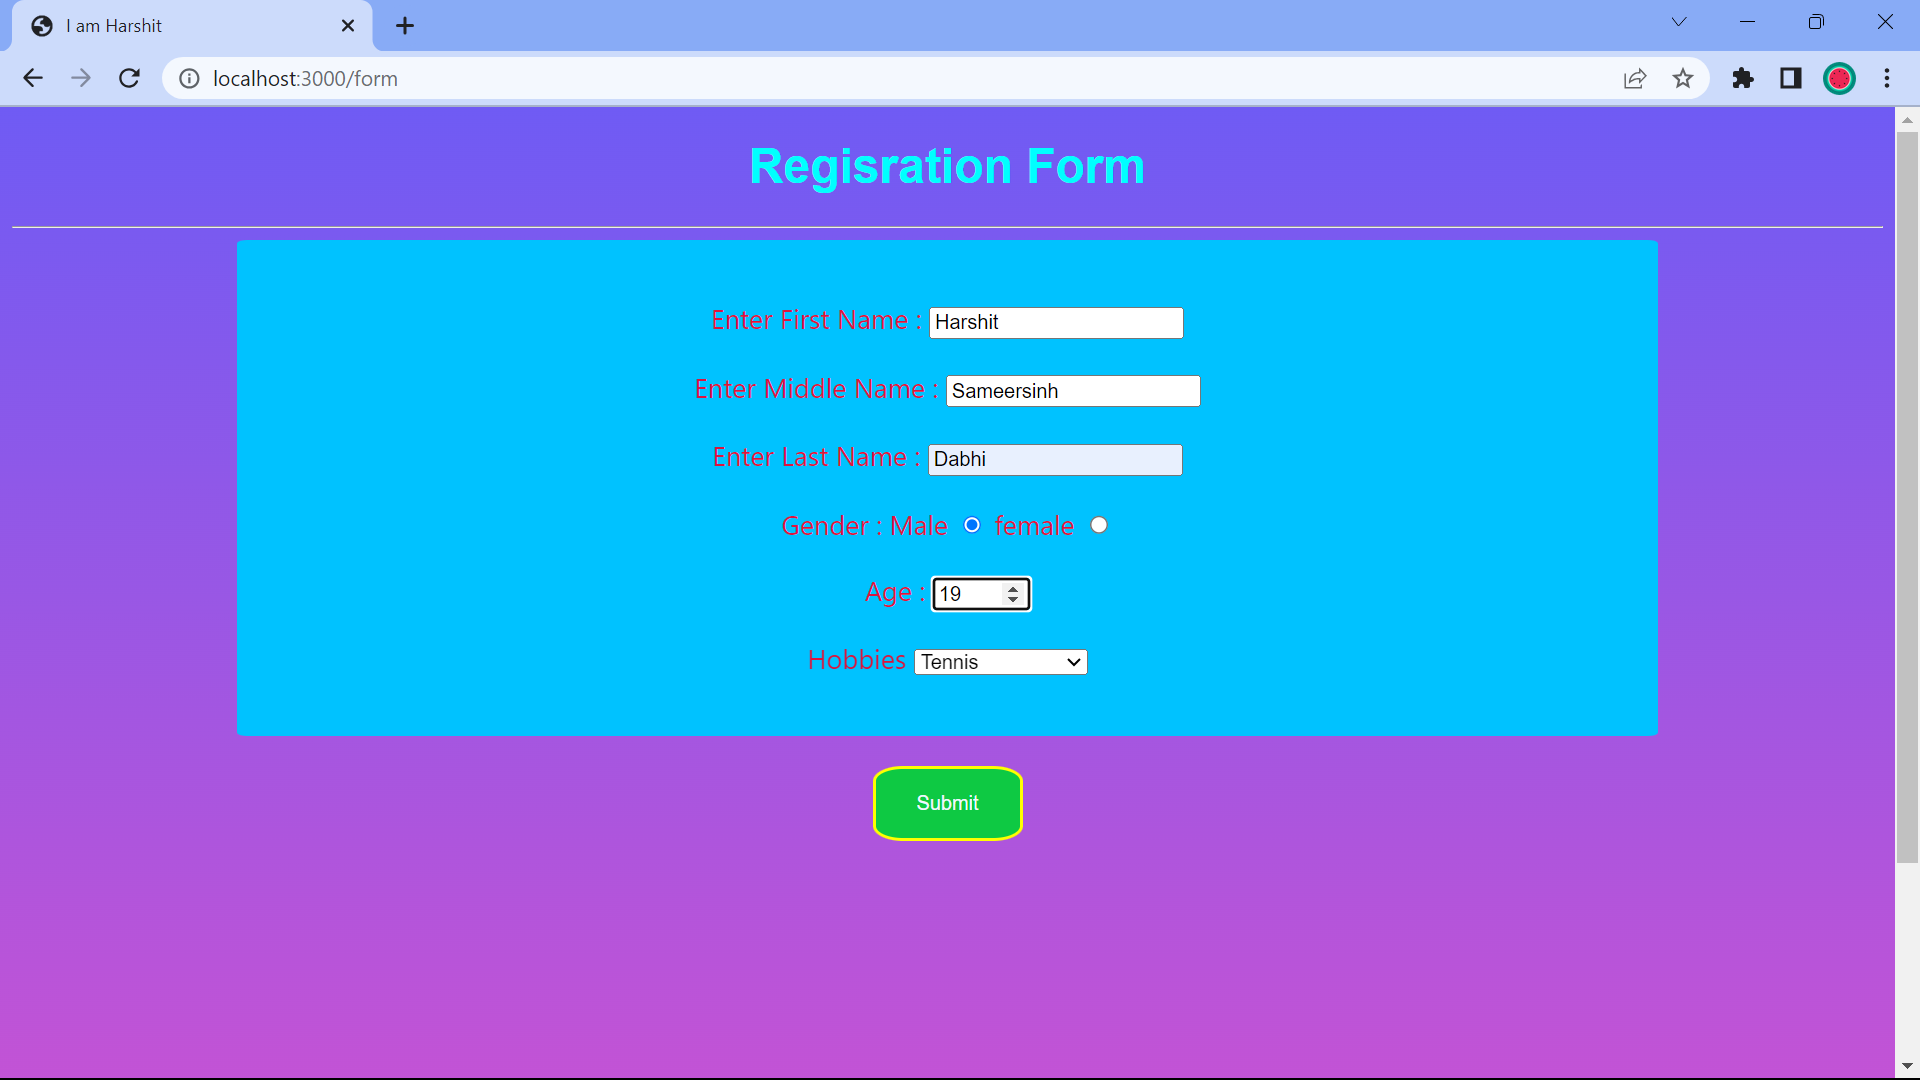 I am Harshit
localhost:3000/form
Regisration Form
Enter First Name : Harshit
Enter Middle Name : Sameersinh
Enter Last Name : Dabhi
Gender : Male female
Age : 19
Hobbies Tennis
Submit